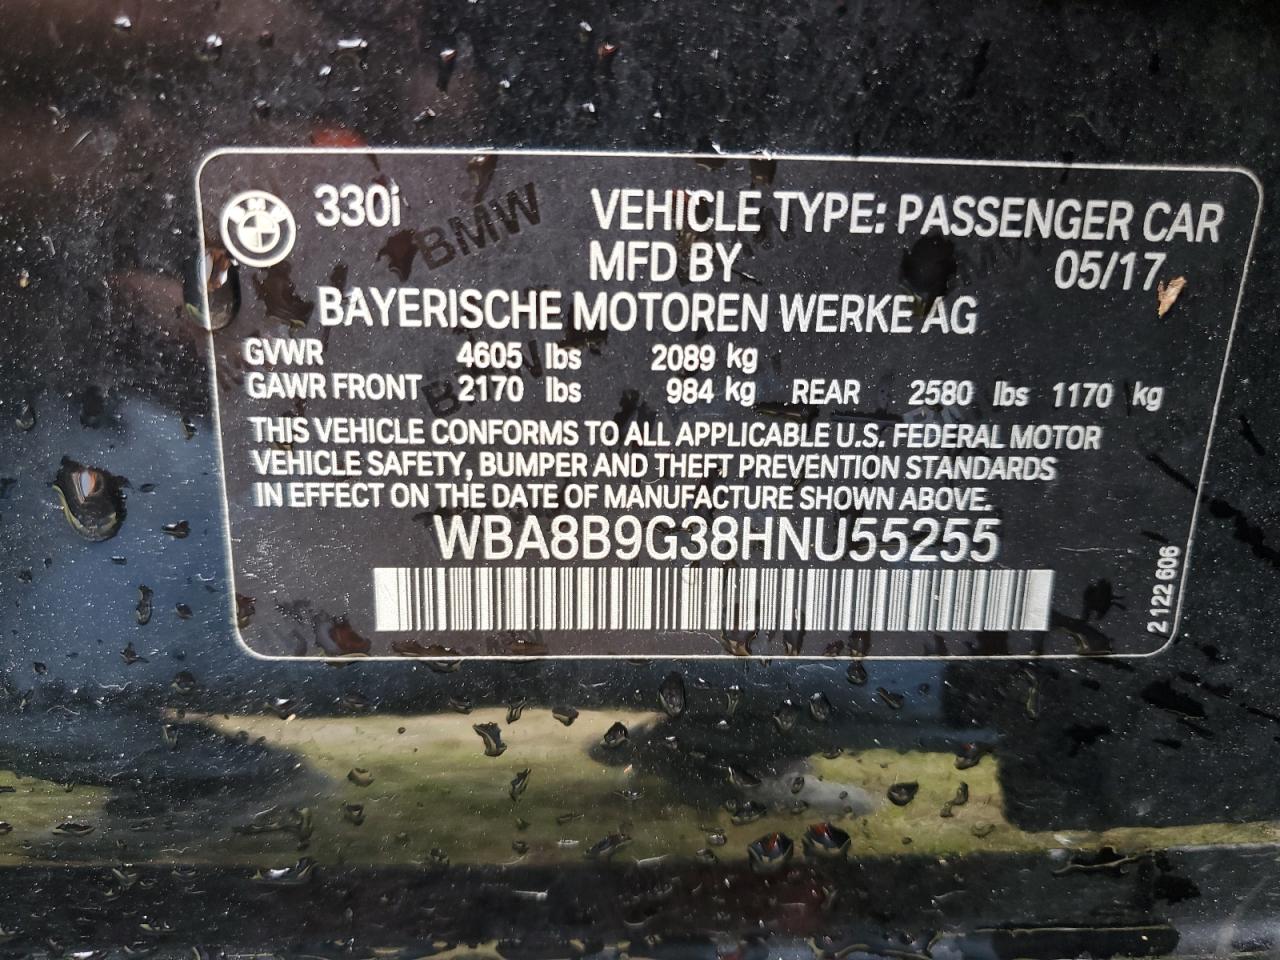 330i VEHICLE TYPE: PASSENGER CAR
MFD BY 05/17
BAYERISCHE MOTOREN WERKE AG
GVWR 4605 lbs 2089 kg
GAWR FRONT 2170 lbs 984 kg REAR 2580 lbs 1170 kg
THIS VEHICLE CONFORMS TO ALL APPLICABLE U.S. FEDERAL MOTOR
VEHICLE SAFETY, BUMPER AND THEFT PREVENTION STANDARDS
IN EFFECT ON THE DATE OF MANUFACTURE SHOWN ABOVE.
WBA8B9G38HNU55255
2 122 606
BMW
BMW